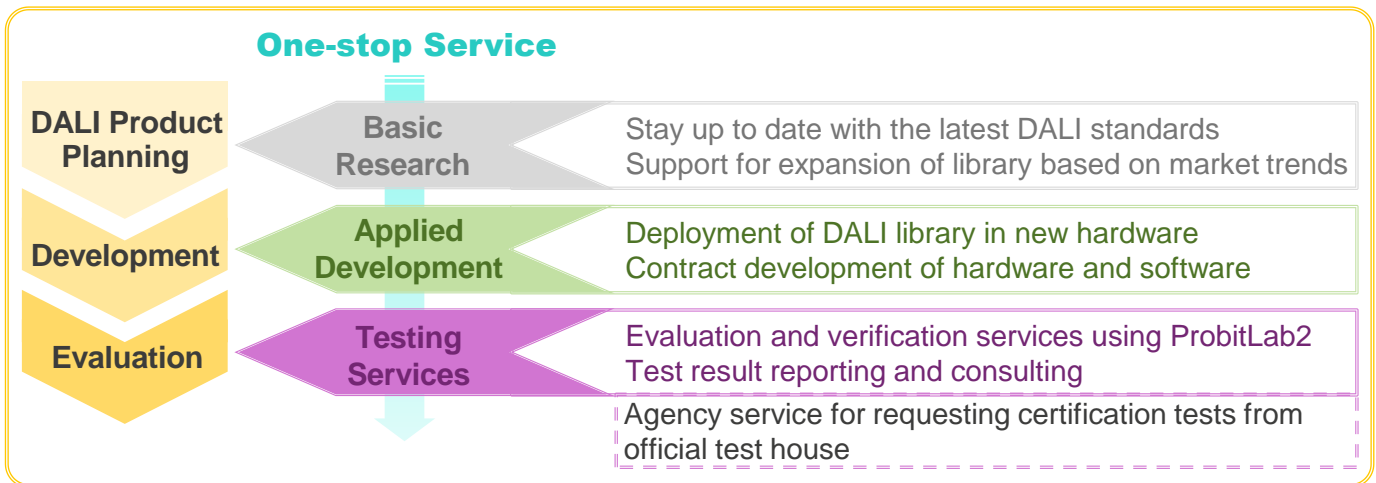 One-stop Service
DALI Product
Planning
Basic
Research
Stay up to date with the latest DALI standards
Support for expansion of library based on market trends
Development
Applied
Development
Deployment of DALI library in new hardware
Contract development of hardware and software
Evaluation
Testing
Services
Evaluation and verification services using ProbitLab2
Test result reporting and consulting
Agency service for requesting certification tests from
official test house